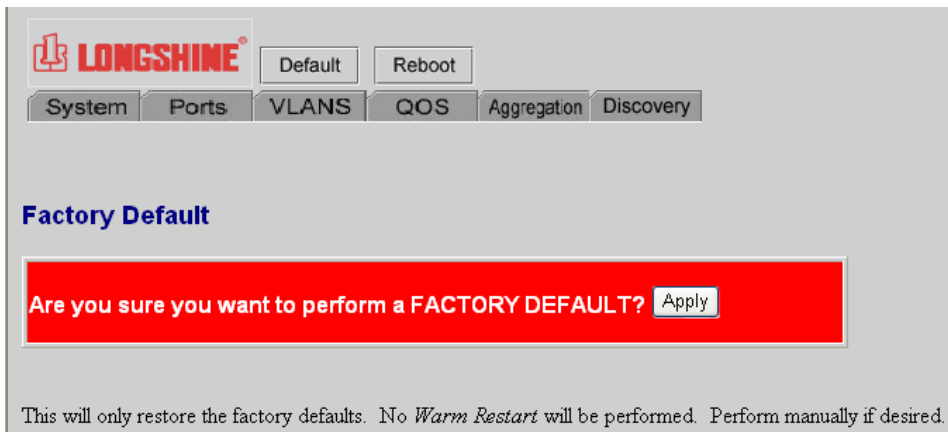 LONGSHINE®
Default Reboot
System Ports VLANS QOS Aggregation Discovery
Factory Default
Are you sure you want to perform a FACTORY DEFAULT? Apply
This will only restore the factory defaults. No Warm Restart will be performed. Perform manually if desired.